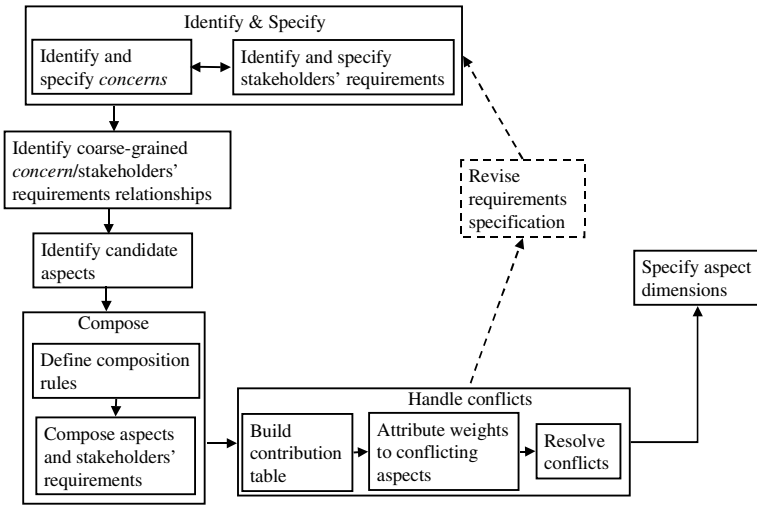 Identify & Specify
Identify and
specify concerns
Identify and specify
stakeholders' requirements
Identify coarse-grained
concern/stakeholders'
requirements relationships
Revise
requirements
specification
Identify candidate
aspects
Specify aspect
dimensions
Compose
Define composition
rules
Compose aspects
and stakeholders'
requirements
Handle conflicts
Build
contribution
table
Attribute weights
to conflicting
aspects
Resolve
conflicts